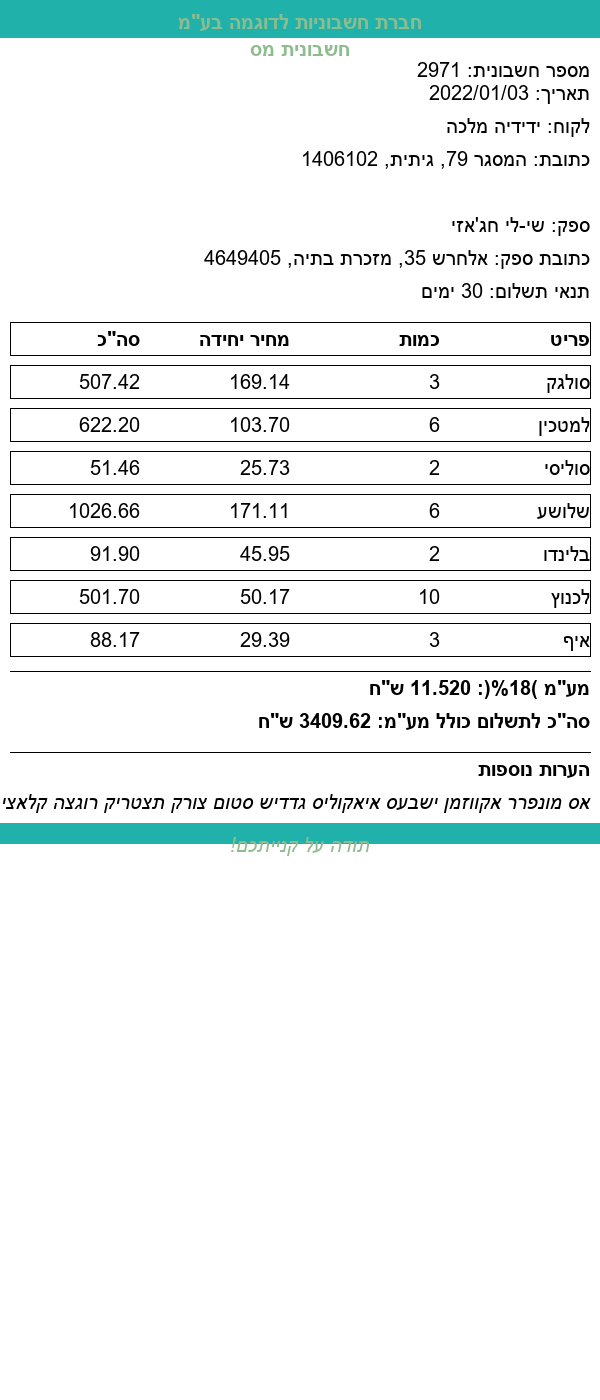 חברת חשבוניות לדוגמה בע"מ
חשבונית מס
מספר חשבונית: 2971
תאריך: 2022/01/03
לקוח: ידידיה מלכה
כתובת: המסגר 79, גיתית, 1406102
ספק: שי-לי חג'אזי
כתובת ספק: אלחרש 35, מזכרת בתיה, 4649405
תנאי תשלום: 30 ימים
פריט כמות מחיר יחידה סה"כ
סולגק 3 169.14 507.42
למטכין 6 103.70 622.20
סוליסי 2 25.73 51.46
שלושע 6 171.11 1026.66
בלינדו 2 45.95 91.90
לכנוץ 10 50.17 501.70
איף 3 29.39 88.17
מע"מ )18%(: 11.520 ש"ח
סה"כ לתשלום כולל מע"מ: 3409.62 ש"ח
הערות נוספות
אס מונפרר אקווזמן ישבעס איאקוליס גדדיש סטום צורק תצטריק רוגצה קלאצי
תודה על קנייתכם!